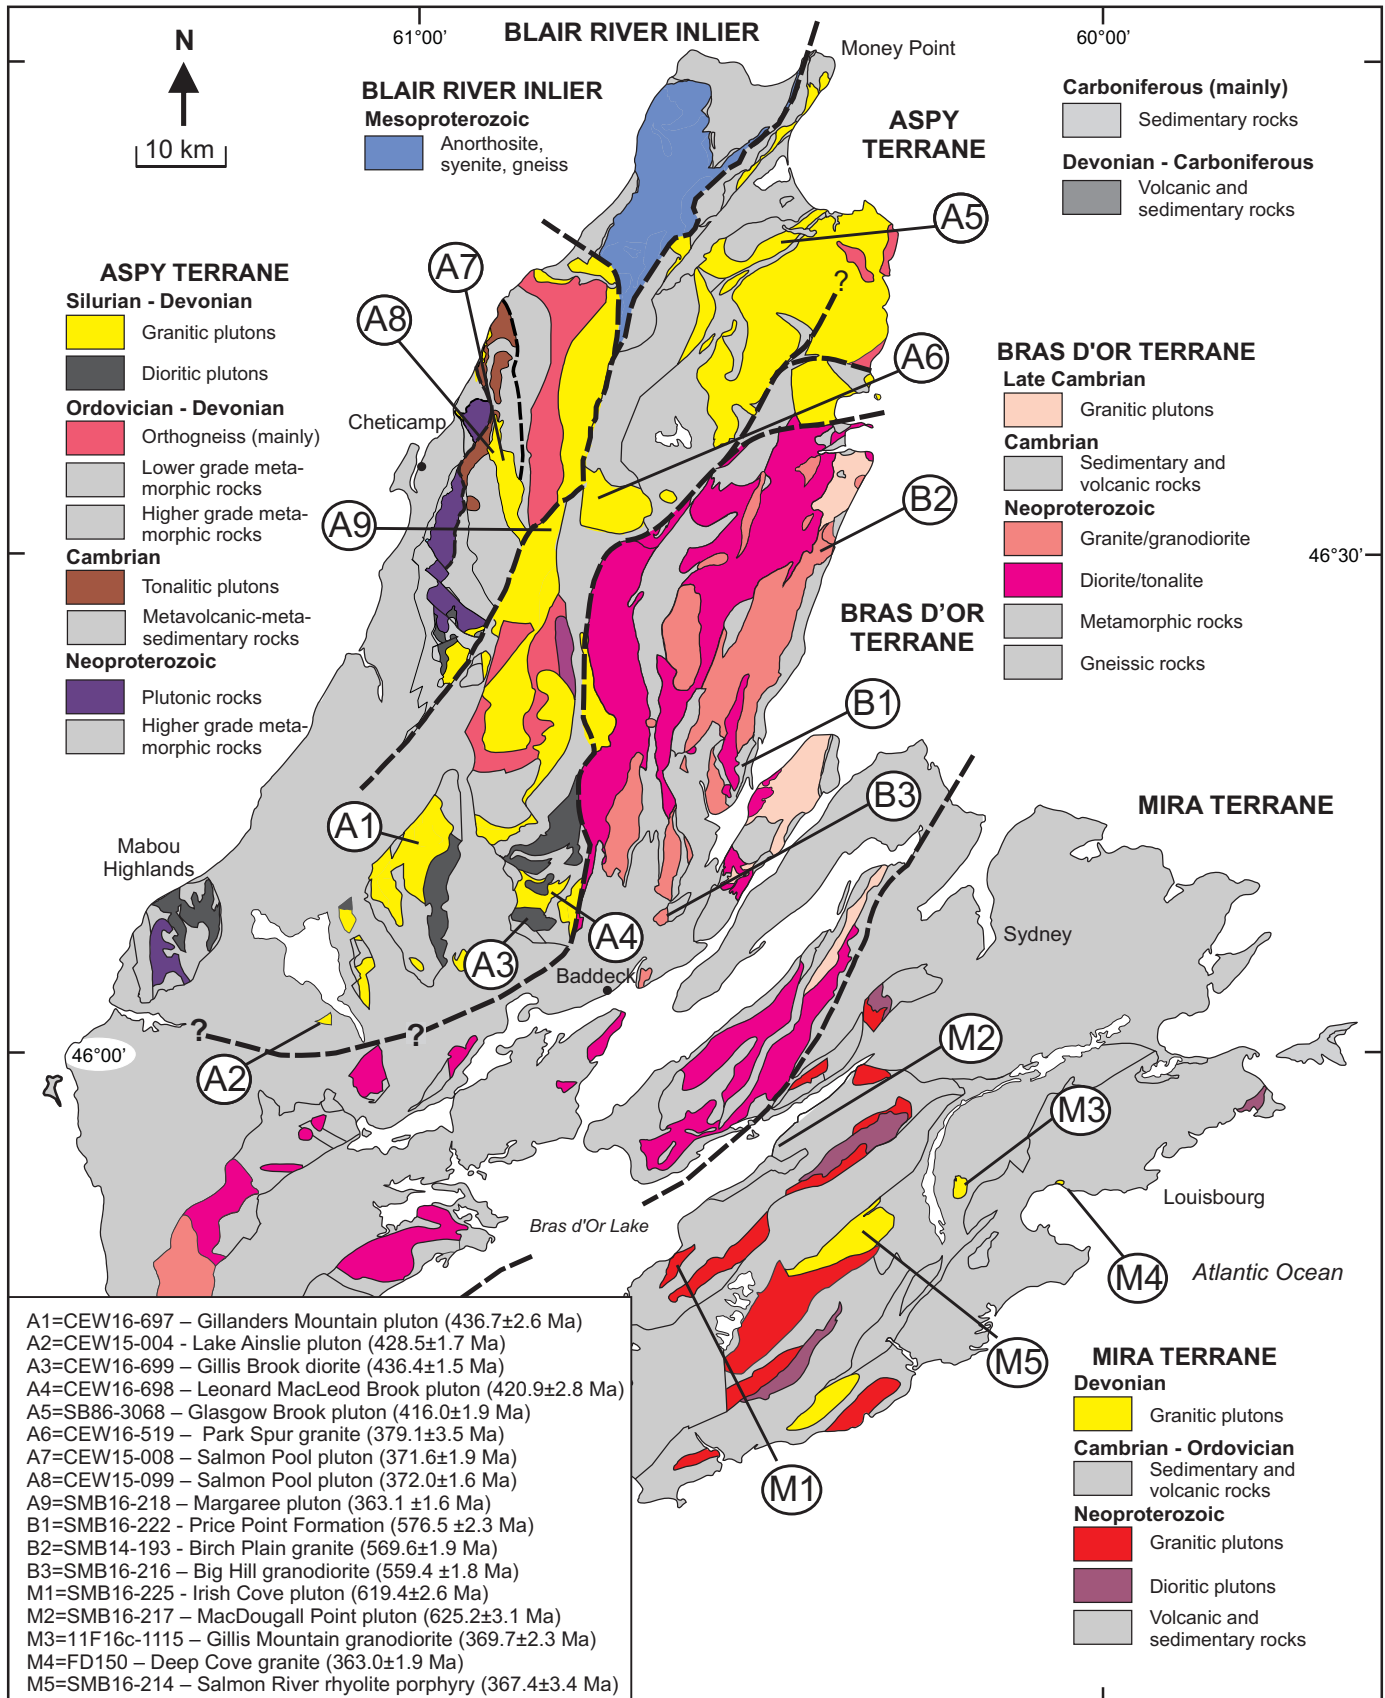 61°00'
60°00'
N
10 km
BLAIR RIVER INLIER
Money Point
BLAIR RIVER INLIER
Mesoproterozoic
Anorthosite,
syenite, gneiss
ASPY
TERRANE
Carboniferous (mainly)
Sedimentary rocks
Devonian - Carboniferous
Volcanic and
sedimentary rocks
ASPY TERRANE
Silurian - Devonian
Granitic plutons
Dioritic plutons
Ordovician - Devonian
Orthogneiss (mainly)
Lower grade meta-
morphic rocks
Higher grade meta-
morphic rocks
Cambrian
Tonalitic plutons
Metavolcanic-meta-
sedimentary rocks
Neoproterozoic
Plutonic rocks
Higher grade meta-
morphic rocks
A5
A7
A8
?
A6
Cheticamp
A9
B2
BRAS D'OR TERRANE
Late Cambrian
Granitic plutons
Cambrian
Sedimentary and
volcanic rocks
Neoproterozoic
Granite/granodiorite
Diorite/tonalite
Metamorphic rocks
Gneissic rocks
46°30'
BRAS D’OR
TERRANE
B1
B3
MIRA TERRANE
A1
Mabou
Highlands
A4
A3
Sydney
Baddeck
?
?
46°00'
A2
M2
M3
Louisbourg
Bras d'Or Lake
M4
Atlantic Ocean
M5
M1
A1=CEW16-697 – Gillanders Mountain pluton (436.7±2.6 Ma)
A2=CEW15-004 - Lake Ainslie pluton (428.5±1.7 Ma)
A3=CEW16-699 – Gillis Brook diorite (436.4±1.5 Ma)
A4=CEW16-698 – Leonard MacLeod Brook pluton (420.9±2.8 Ma)
A5=SB86-3068 – Glasgow Brook pluton (416.0±1.9 Ma)
A6=CEW16-519 – Park Spur granite (379.1±3.5 Ma)
A7=CEW15-008 – Salmon Pool pluton (371.6±1.9 Ma)
A8=CEW15-099 – Salmon Pool pluton (372.0±1.6 Ma)
A9=SMB16-218 – Margaree pluton (363.1 ±1.6 Ma)
B1=SMB16-222 - Price Point Formation (576.5 ±2.3 Ma)
B2=SMB14-193 - Birch Plain granite (569.6±1.9 Ma)
B3=SMB16-216 – Big Hill granodiorite (559.4 ±1.8 Ma)
M1=SMB16-225 - Irish Cove pluton (619.4±2.6 Ma)
M2=SMB16-217 – MacDougall Point pluton (625.2±3.1 Ma)
M3=11F16c-1115 – Gillis Mountain granodiorite (369.7±2.3 Ma)
M4=FD150 – Deep Cove granite (363.0±1.9 Ma)
M5=SMB16-214 – Salmon River rhyolite porphyry (367.4±3.4 Ma)
MIRA TERRANE
Devonian
Granitic plutons
Cambrian - Ordovician
Sedimentary and
volcanic rocks
Neoproterozoic
Granitic plutons
Dioritic plutons
Volcanic and
sedimentary rocks